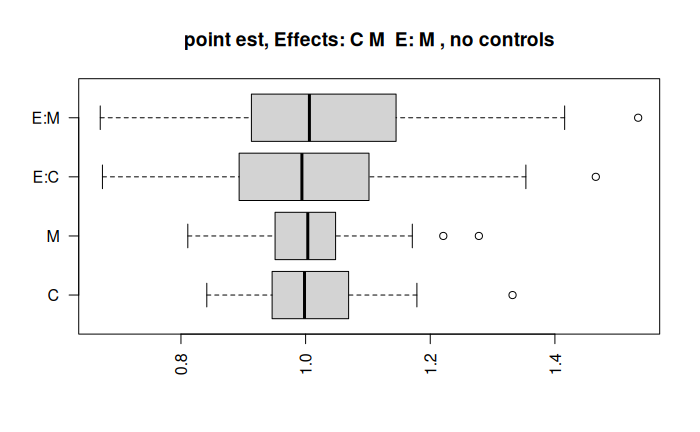 point est, Effects: C M  E: M , no controls
E:M
E:C
M
C
0.8
1.0
1.2
1.4